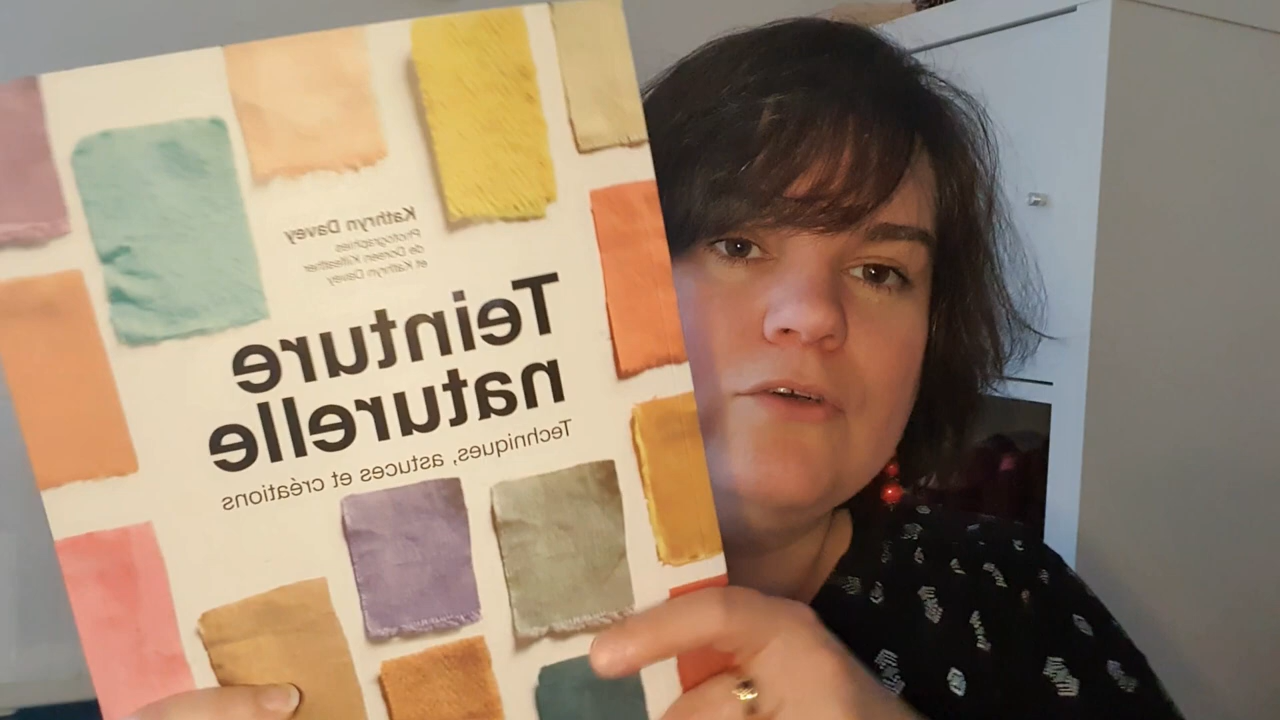 Kathryn Davey
Photographies
de Doreen Kilfeather
et Kathryn Davey
Teinture
naturelle
Techniques, astuces et créations